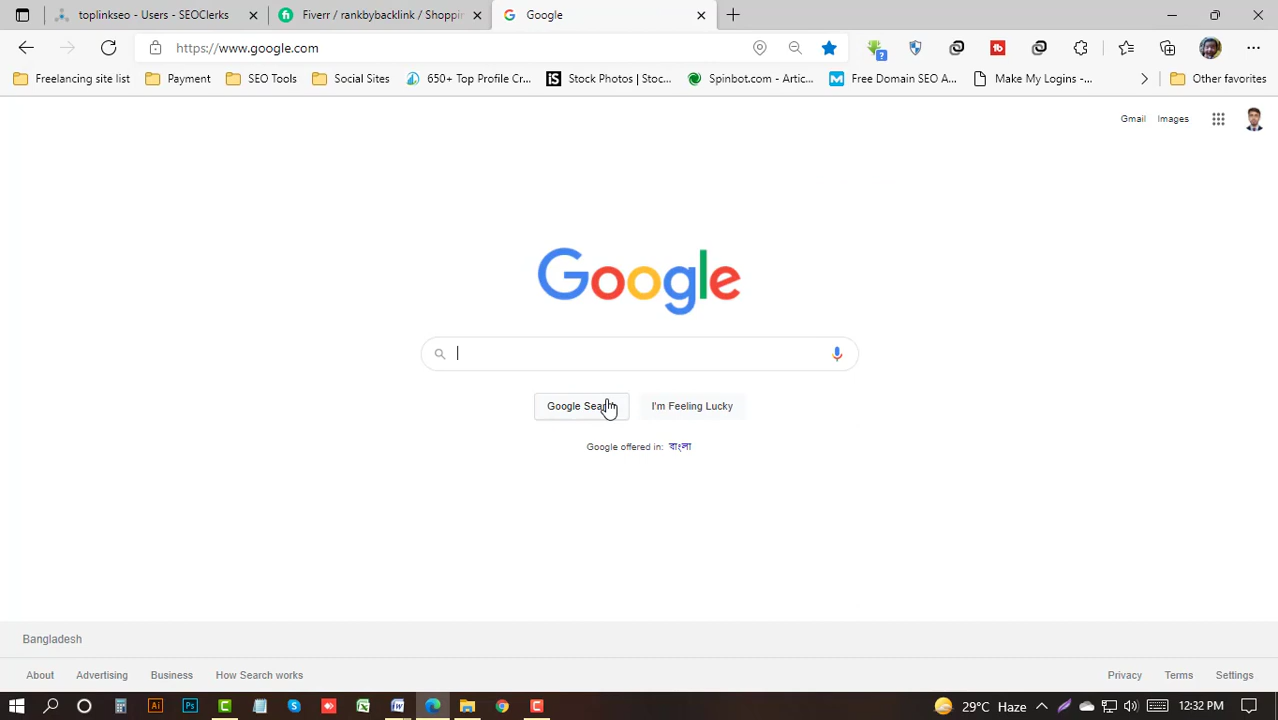 toplinkseo - Users - SEOClerks
Fiverr / rankbybacklink / Shoppin
Google
https://www.google.com
Freelancing site list
Payment
SEO Tools
Social Sites
650+ Top Profile Cr...
Stock Photos | Stoc...
Spinbot.com - Artic...
Free Domain SEO A...
Make My Logins -...
Other favorites
Gmail
Images
Google
Google Search
I'm Feeling Lucky
Google offered in: বাংলা
Bangladesh
About
Advertising
Business
How Search works
Privacy
Terms
Settings
29°C Haze
12:32 PM